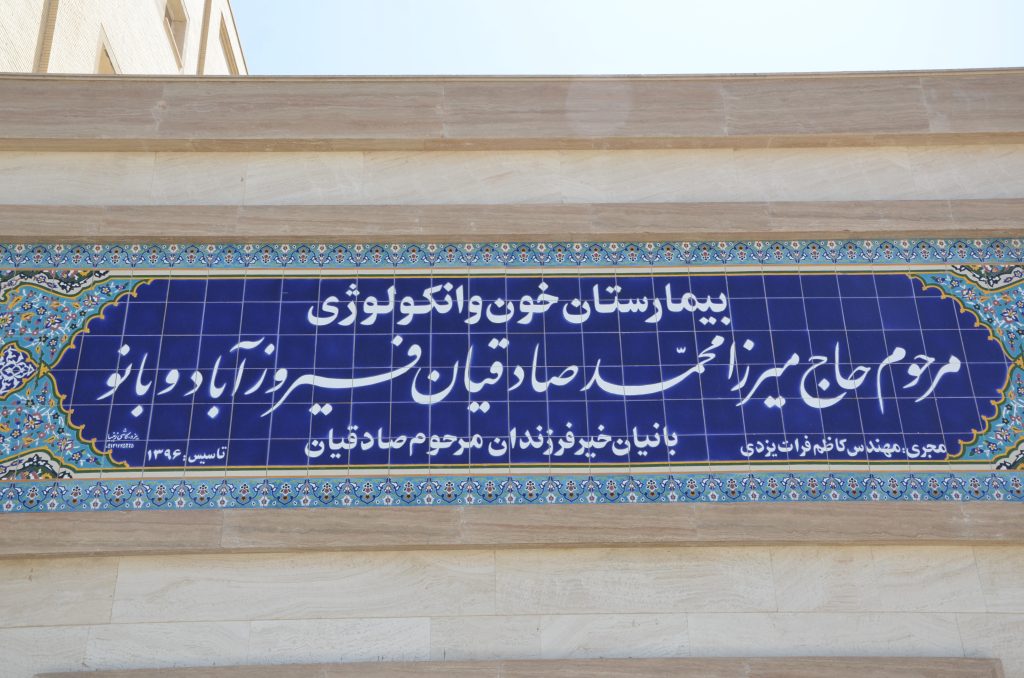 بیمارستان خون و انکولوژی
مرحوم حاج میرزا محمد صادقیان فیروزآباد و بانو
بانیان خیر فرزندان مرحوم صادقیان
مجری: مهندس کاظم فرات یزدی
تاسیس: ۱۳۹۶